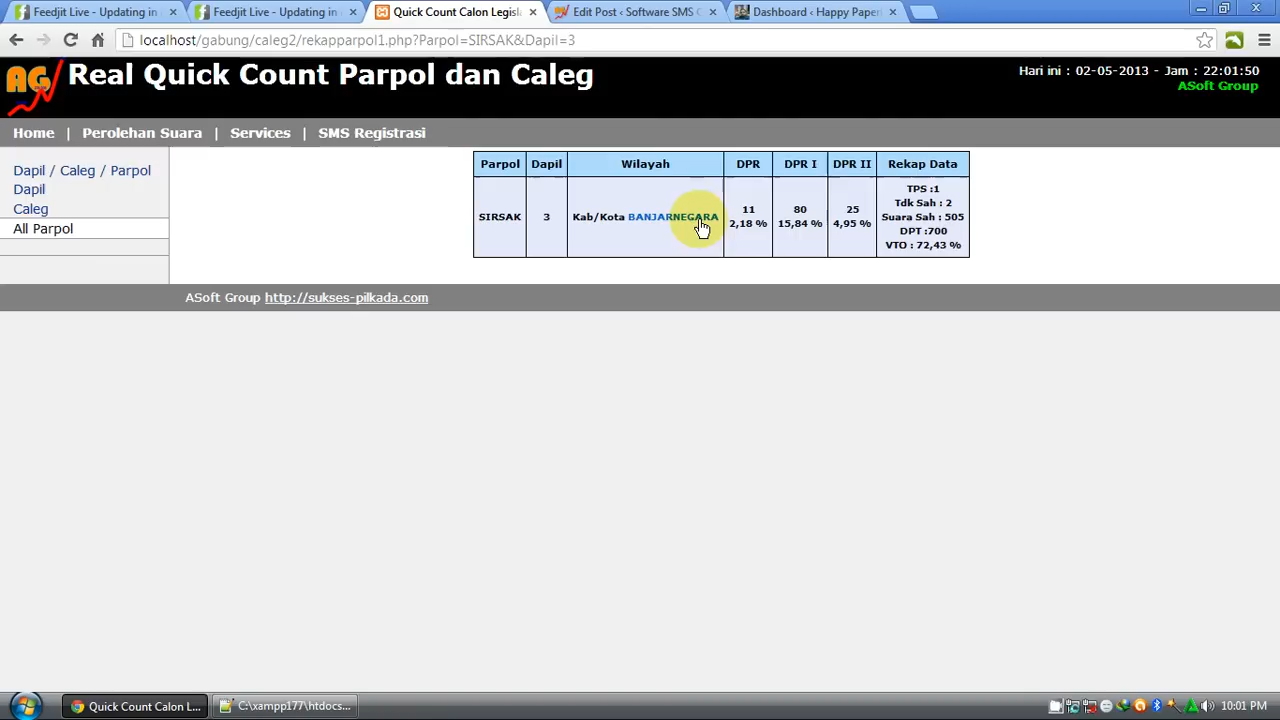 Feedjit Live - Updating in
Feedjit Live - Updating in
Quick Count Calon Legisl
Edit Post ‹ Software SMS
Dashboard ‹ Happy Paper
localhost/gabung/caleg2/rekapparpol1.php?Parpol=SIRSAK&Dapil=3
AG
Real Quick Count Parpol dan Caleg
Hari ini : 02-05-2013 - Jam : 22:01:50
ASoft Group
Home | Perolehan Suara | Services | SMS Registrasi
Dapil / Caleg / Parpol
Dapil
Caleg
All Parpol
Parpol Dapil Wilayah DPR DPR I DPR II Rekap Data
SIRSAK 3 Kab/Kota BANJARNEGARA
11
2,18 %
80
15,84 %
25
4,95 %
TPS :1
Tdk Sah : 2
Suara Sah : 505
DPT :700
VTO : 72,43 %
ASoft Group http://sukses-pilkada.com
Quick Count Calon L...
C:\xampp177\htdocs...
10:01 PM